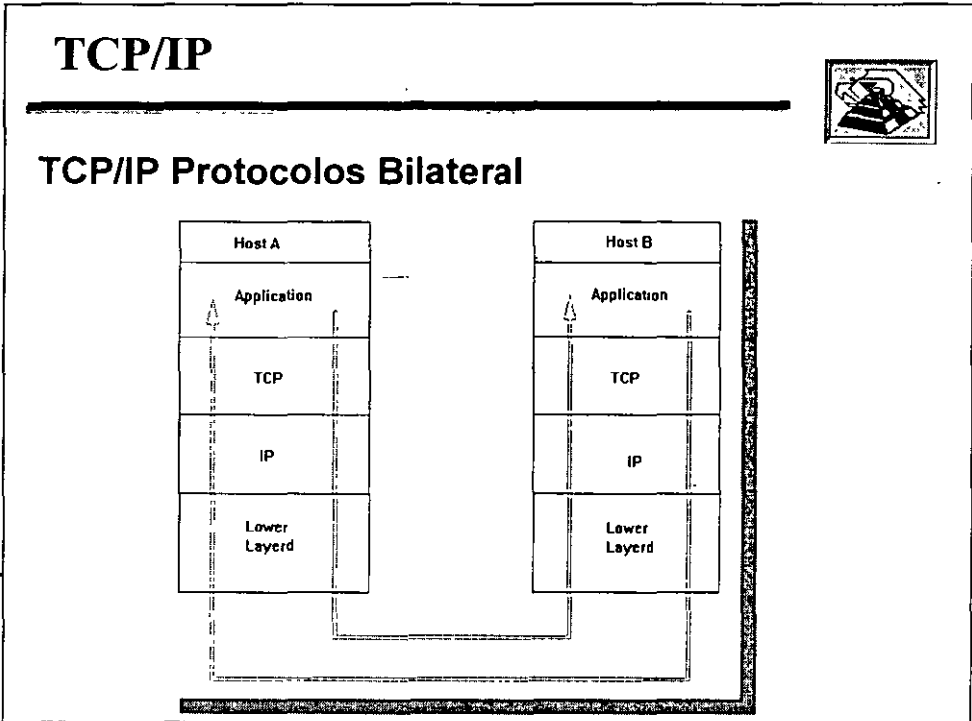 TCP/IP
TCP/IP Protocolos Bilateral
Host A
Application
TCP
IP
Lower
Layerd
Host B
Application
TCP
IP
Lower
Layerd